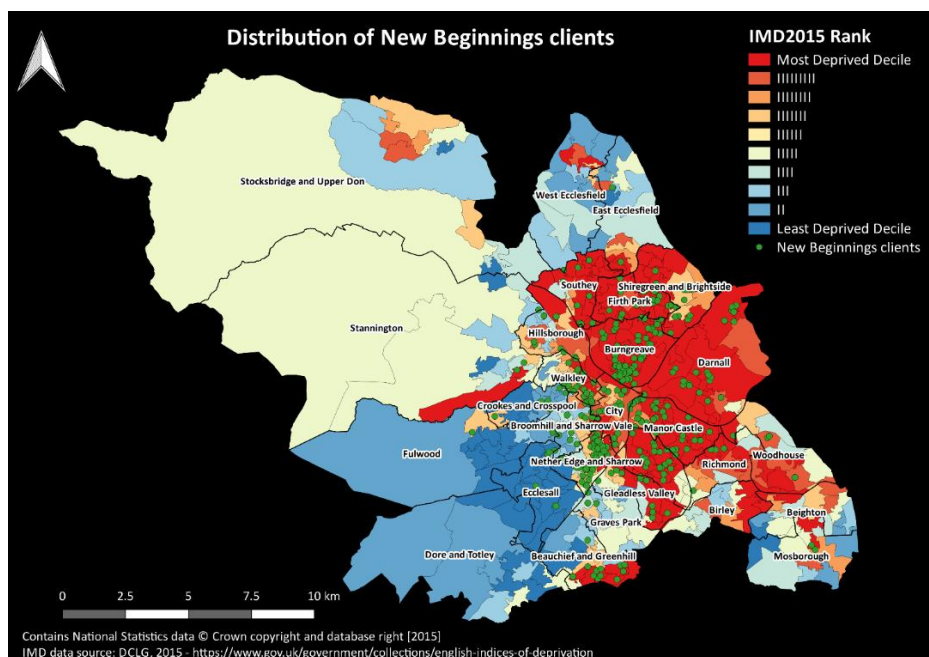 Distribution of New Beginnings clients
IMD2015 Rank
Most Deprived Decile
IIIIIIIII
IIIIIIII
IIIIIII
IIIIII
IIIII
IIII
III
II
Least Deprived Decile
New Beginnings clients
Stocksbridge and Upper Don
West Ecclesfield
East Ecclesfield
Southey
Shiregreen and Brightside
Firth Park
Stannington
Hillsborough
Burngreave
Darnall
Walkley
Crookes and Crosspool
City
Broomhill and Sharrow Vale
Manor Castle
Fulwood
Nether Edge and Sharrow
Richmond
Woodhouse
Ecclesall
Gleadless Valley
Graves Park
Birley
Beighton
Dore and Totley
Beauchief and Greenhill
Mosborough
0 2.5 5 7.5 10 km
Contains National Statistics data © Crown copyright and database right [2015]
IMD data source: DCLG, 2015 - https://www.gov.uk/government/collections/english-indices-of-deprivation